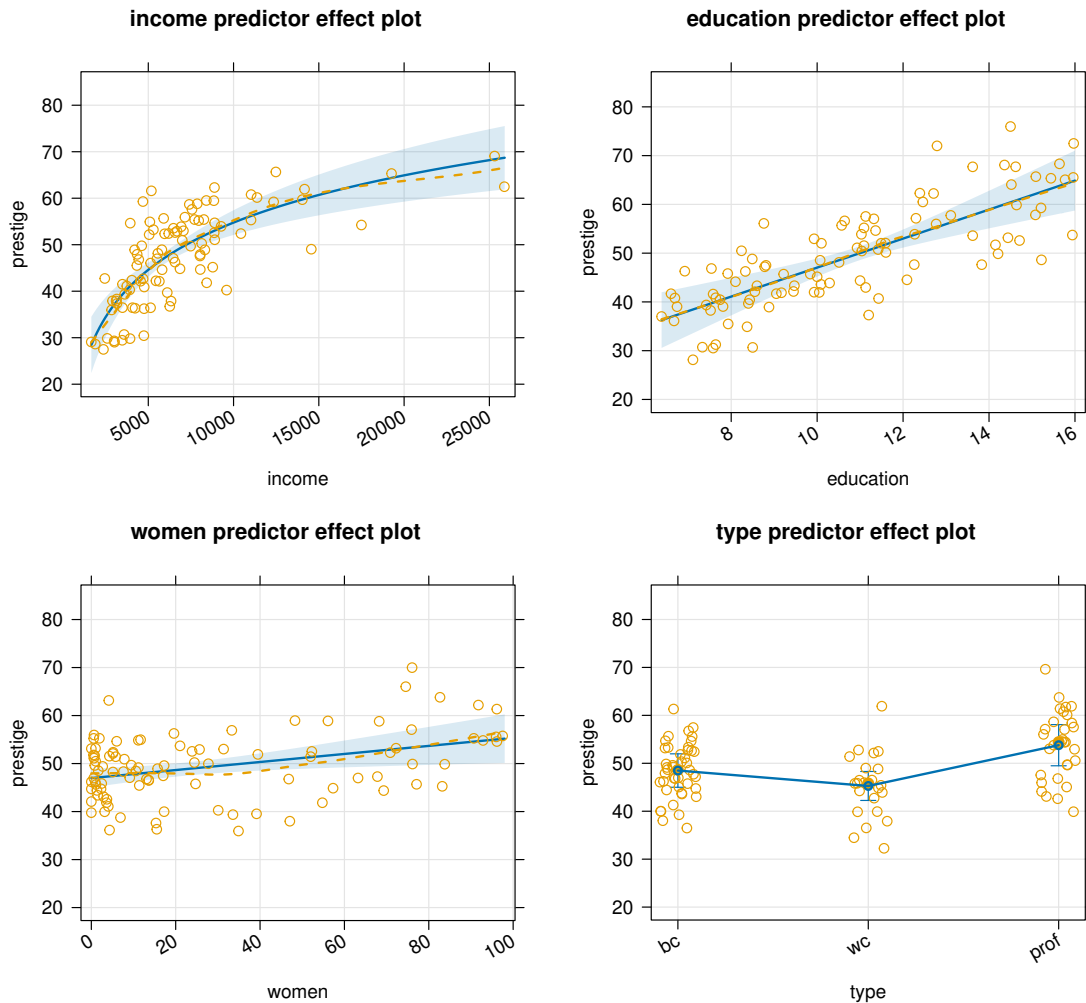 income predictor effect plot
80
70
60
50
40
30
20
prestige
5000
10000
15000
20000
25000
income
education predictor effect plot
80
70
60
50
40
30
20
prestige
8
10
12
14
16
education
women predictor effect plot
80
70
60
50
40
30
20
prestige
0
20
40
60
80
100
women
type predictor effect plot
80
70
60
50
40
30
20
prestige
bc
wc
prof
type